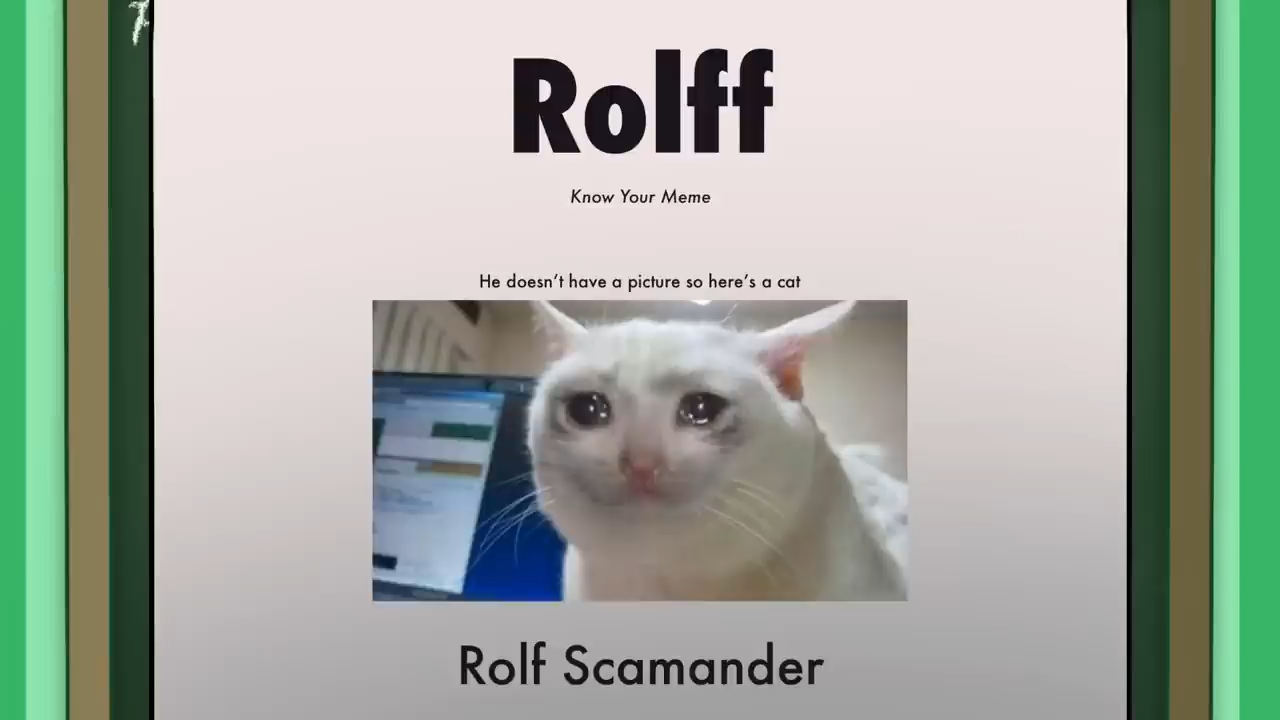 Rolff
Know Your Meme
He doesn't have a picture so here's a cat
Rolf Scamander